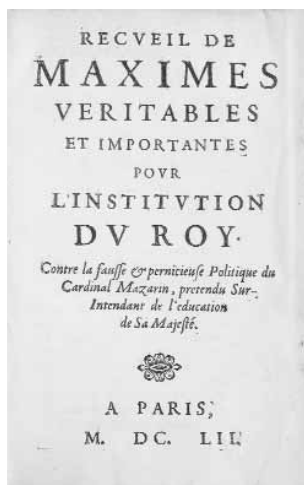 RECVEIL DE
MAXIMES
VERITABLES
ET IMPORTANTES
POVR
L'INSTITVTION
DV ROY.
Contre la fauſſe & pernicieuſe Politique du
Cardinal Mazarin, pretendu Sur-
Intendant de l'education
de Sa Majeſté.
A PARIS,
M. DC. LII.